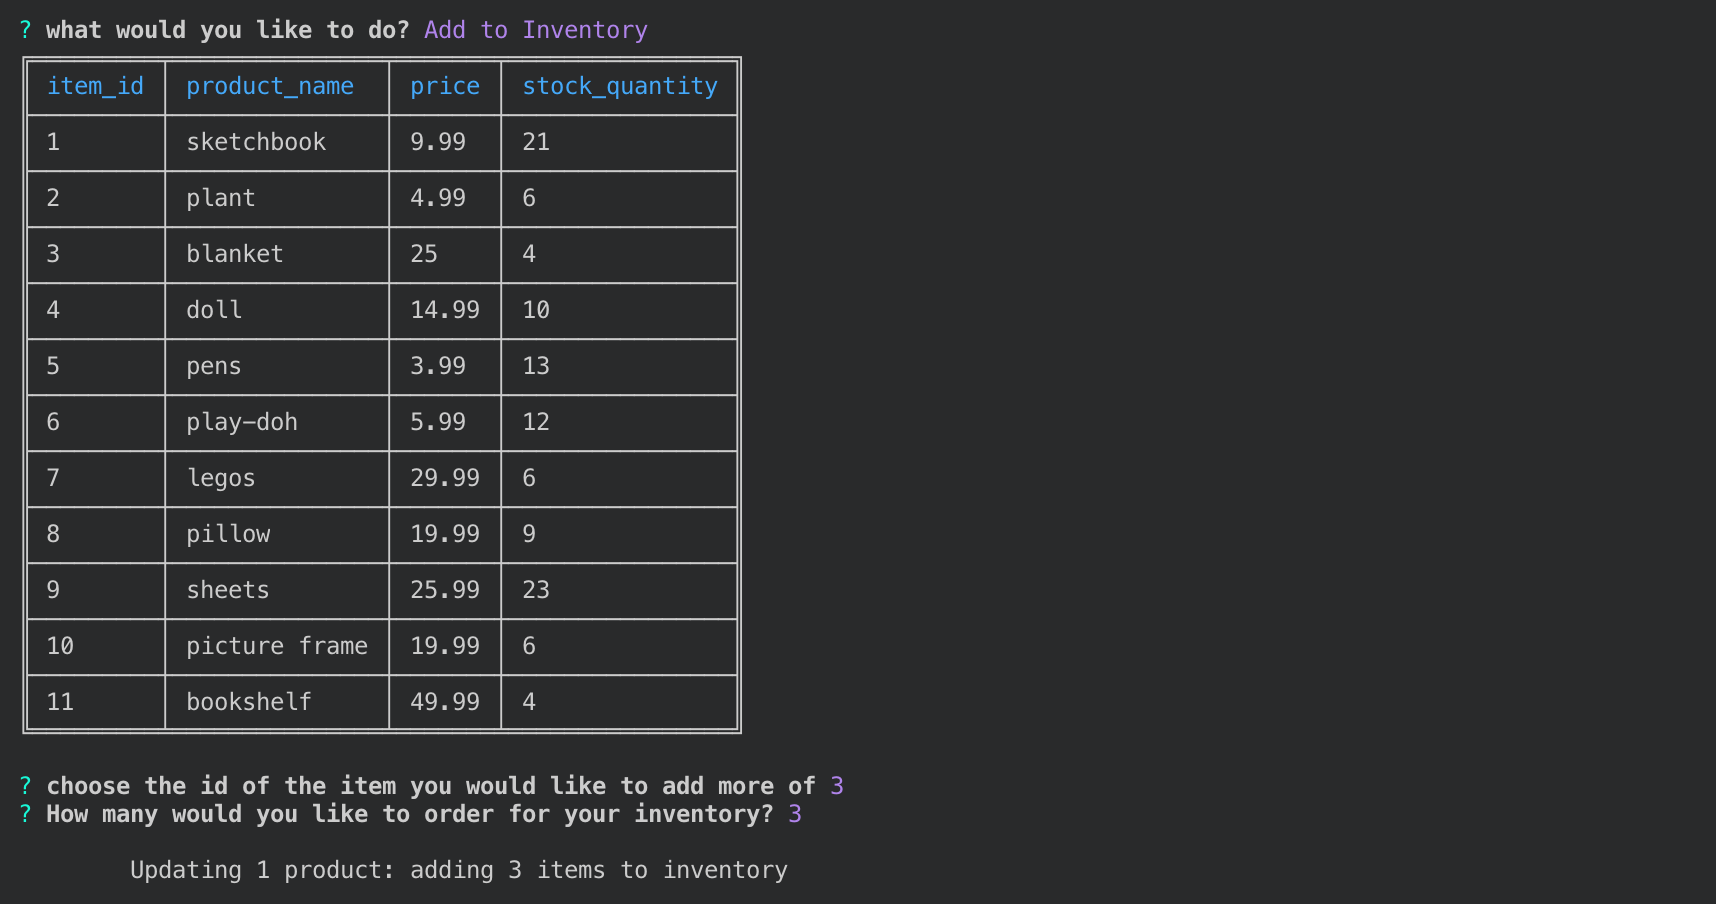 ? what would you like to do? Add to Inventory
item_id product_name price stock_quantity
1 sketchbook 9.99 21
2 plant 4.99 6
3 blanket 25 4
4 doll 14.99 10
5 pens 3.99 13
6 play-doh 5.99 12
7 legos 29.99 6
8 pillow 19.99 9
9 sheets 25.99 23
10 picture frame 19.99 6
11 bookshelf 49.99 4
? choose the id of the item you would like to add more of 3
? How many would you like to order for your inventory? 3
Updating 1 product: adding 3 items to inventory